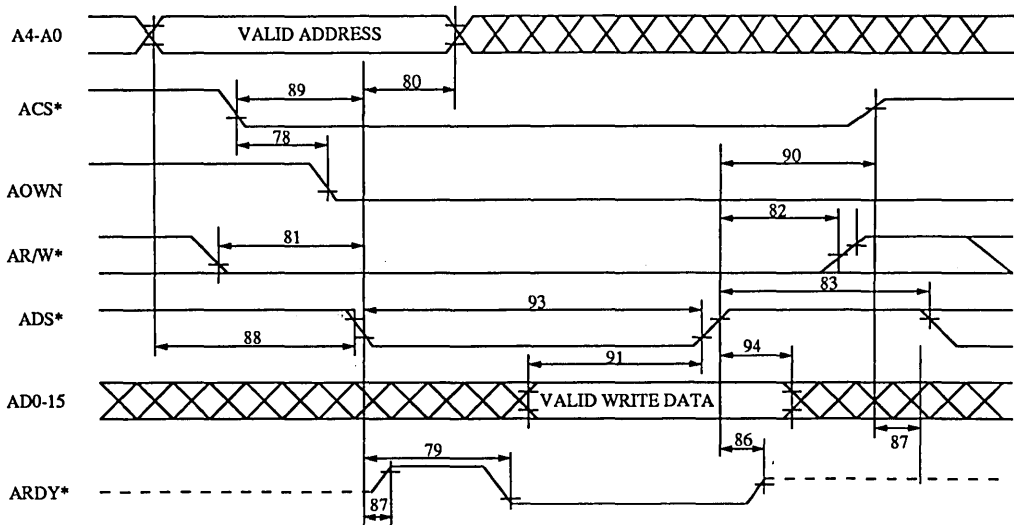 A4-A0 VALID ADDRESS
89 80
ACS*
78
90
AOWN
82
81
AR/W*
83
93
ADS*
88 91 94
AD0-15 VALID WRITE DATA
79 86 87
ARDY*
87